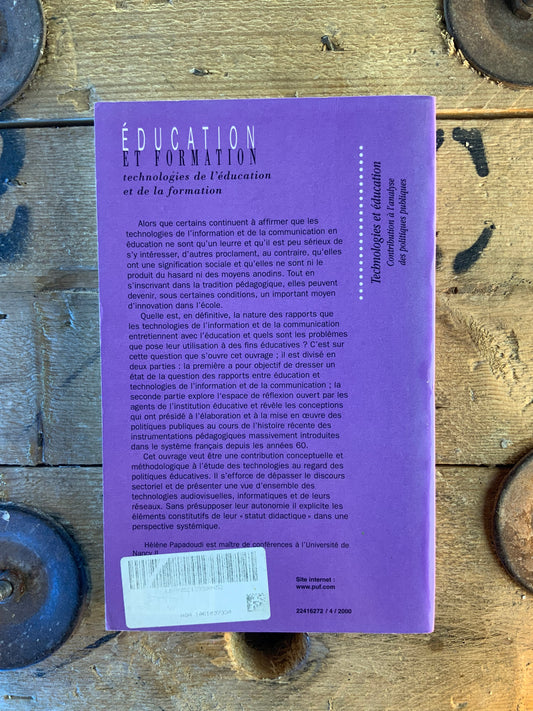 ÉDUCATION
ET FORMATION
technologies de l'éducation
et de la formation
Alors que certains continuent à affirmer que les
technologies de l'information et de la communication en
éducation ne sont qu'un leurre et qu'il est peu sérieux de
s'y intéresser, d'autres proclament, au contraire, qu'elles
ont une signification sociale et qu'elles ne sont ni le
produit du hasard ni des moyens anodins. Tout en
s'inscrivant dans la tradition pédagogique, elles peuvent
devenir, sous certaines conditions, un important moyen
d'innovation dans l'école.
Quelle est, en définitive, la nature des rapports que
les technologies de l'information et de la communication
entretiennent avec l'éducation et quels sont les problèmes
que pose leur utilisation à des fins éducatives ? C'est sur
cette question que s'ouvre cet ouvrage ; il est divisé en
deux parties : la première a pour objectif de dresser un
état de la question des rapports entre éducation et
technologies de l'information et de la communication ; la
seconde partie explore l'espace de réflexion ouvert par les
agents de l'institution éducative et révèle les conceptions
qui ont présidé à l'élaboration et à la mise en œuvre des
politiques publiques au cours de l'histoire récente des
instrumentations pédagogiques massivement introduites
dans le système français depuis les années 60.
Cet ouvrage veut être une contribution conceptuelle et
méthodologique à l'étude des technologies au regard des
politiques éducatives. Il s'efforce de dépasser le discours
sectoriel et de présenter une vue d'ensemble des
technologies audiovisuelles, informatiques et de leurs
réseaux. Sans présupposer leur autonomie il explicite les
éléments constitutifs de leur « statut didactique » dans une
perspective systémique.
Hélène Papadoudi est maître de conférences à l'Université de
Nancy II.
Technologies et éducation
Contribution à l'analyse
des politiques publiques
Site internet :
www.puf.com
22416272 / 4 / 2000